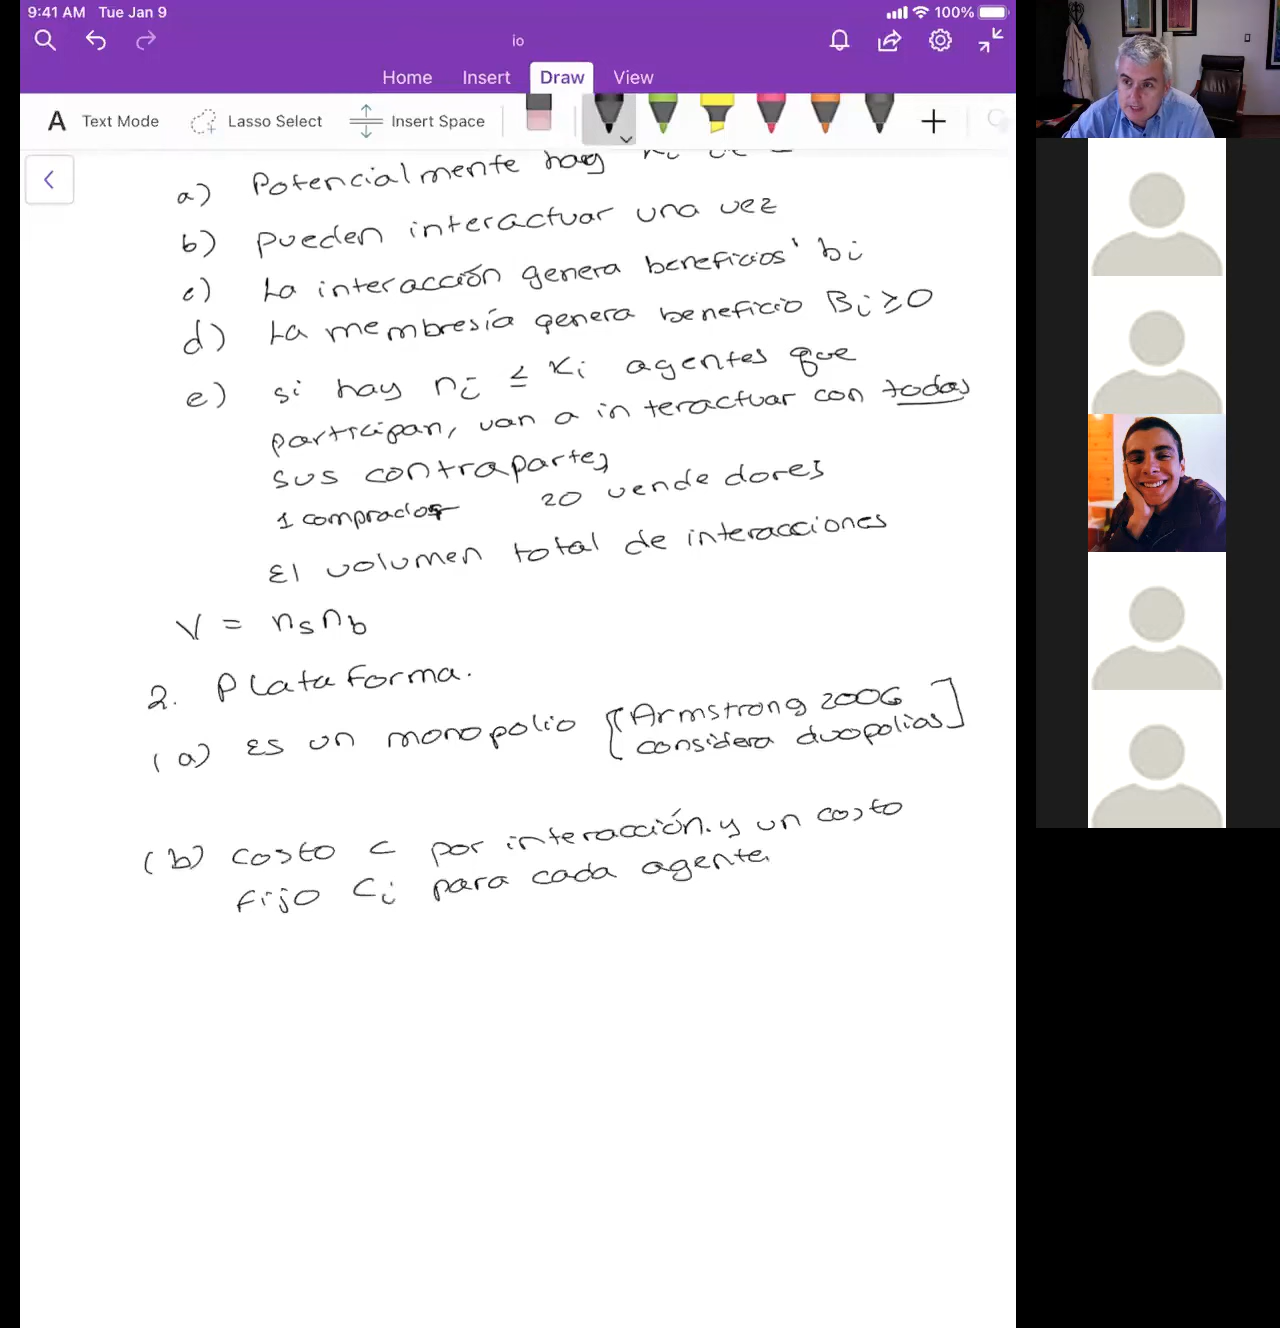 9:41 AM Tue Jan 9
100%
io
Home Insert Draw View
A Text Mode Lasso Select Insert Space
a) Potencialmente hay
b) pueden interactuar una vez
c) La interacción genera beneficios bi
d) La membresía genera beneficio Bi ≥ 0
e) si hay ni ≤ Ki agentes que
participan, van a interactuar con todas
sus contrapartes
1 comprador 20 vendedores
El volumen total de interacciones
V = nsnb
2. Plataforma.
(a) Es un monopolio [Armstrong 2006
considera duopolios]
(b) costo c por interacción y un costo
fijo Ci para cada agente.